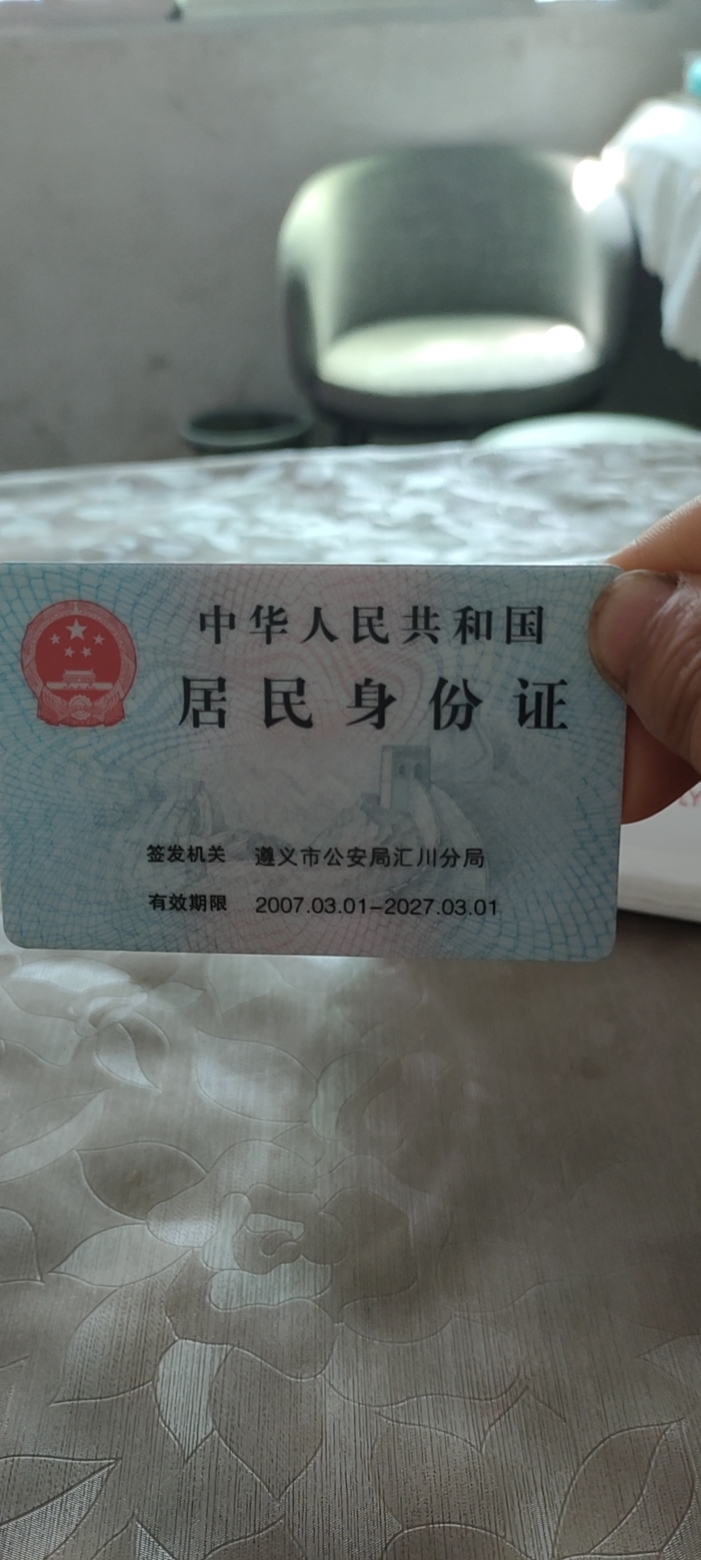 中华人民共和国
居民身份证
签发机关 遵义市公安局汇川分局
有效期限 2007.03.01-2027.03.01